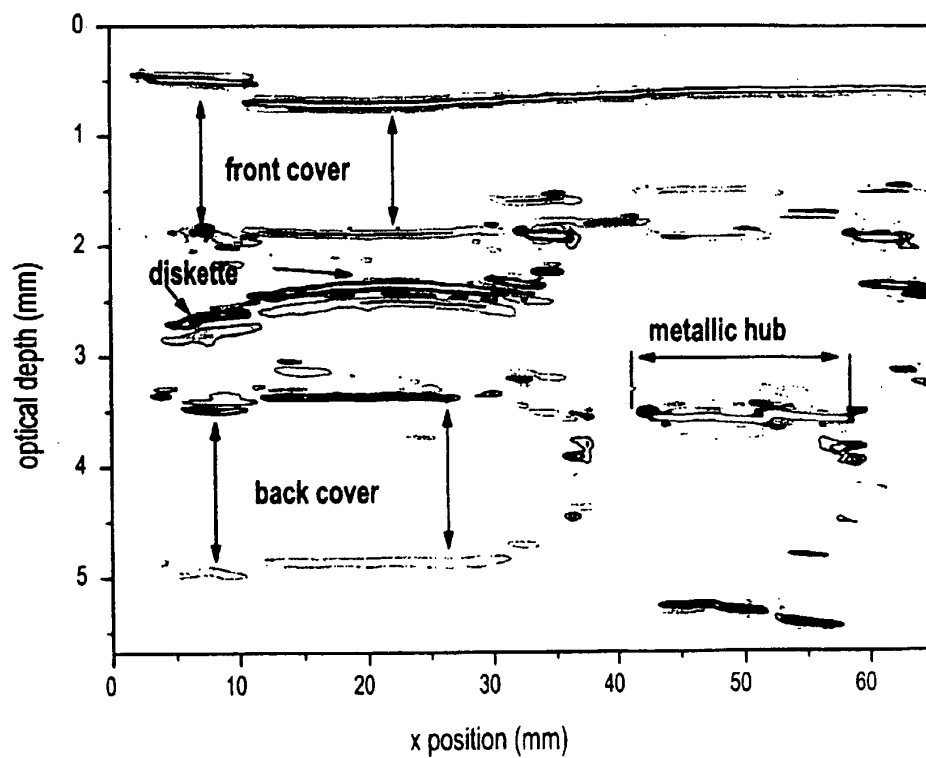 0
1
2
3
4
5
optical depth (mm)
front cover
diskette
metallic hub
back cover
0 10 20 30 40 50 60
x position (mm)